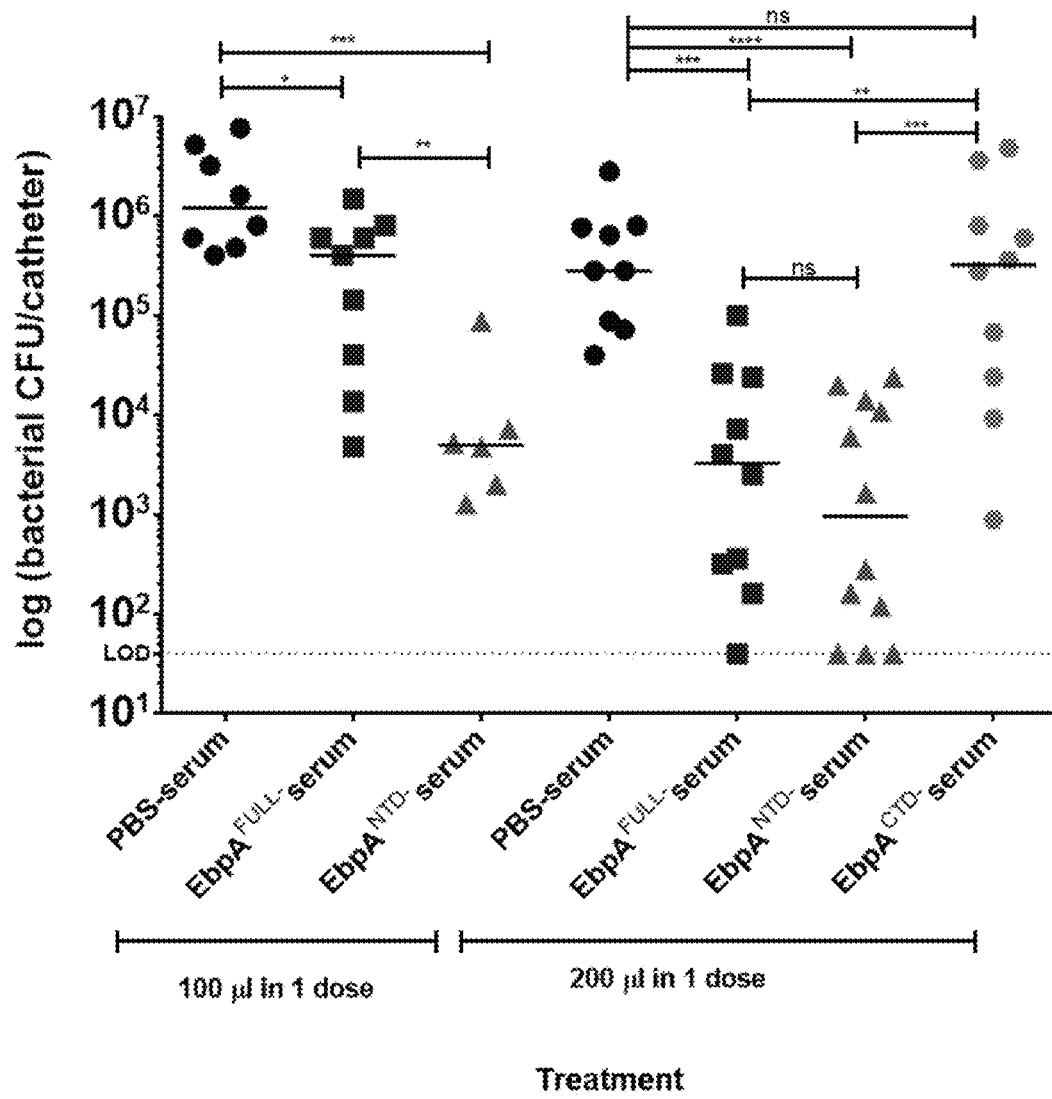 ns
***
****
*
***
**
***
**
ns
log (bacterial CFU/catheter)
10⁷
10⁶
10⁵
10⁴
10³
10²
LOD
10¹
PBS-serum
EbpA^FULL- serum
EbpA^NTD- serum
PBS-serum
EbpA^FULL- serum
EbpA^NTD- serum
EbpA^CTD- serum
100 µl in 1 dose
200 µl in 1 dose
Treatment